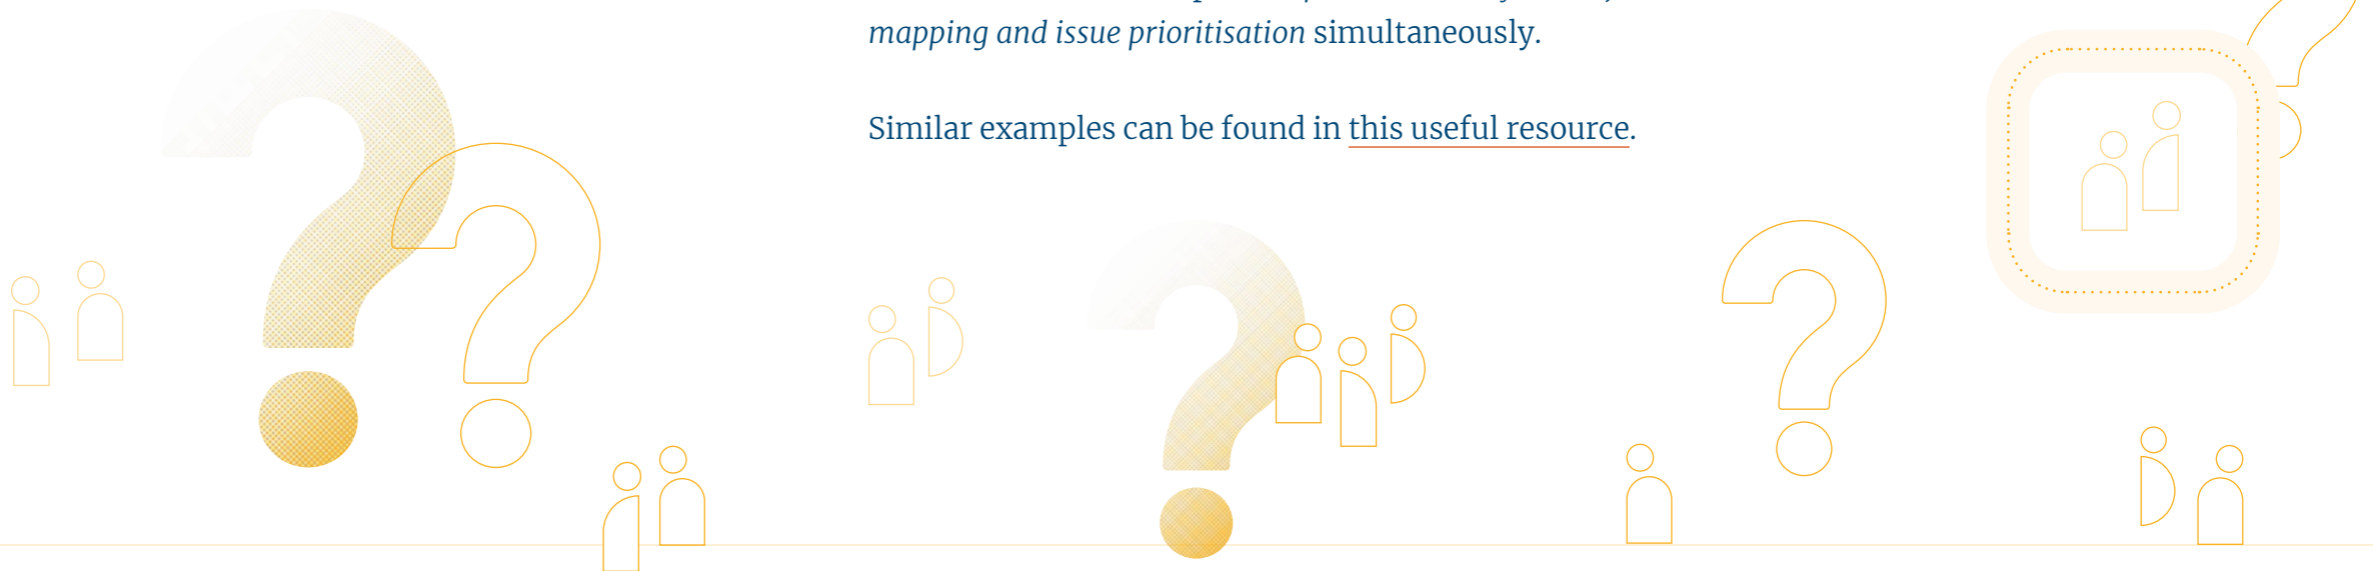 mapping and issue prioritisation simultaneously.
Similar examples can be found in this useful resource.